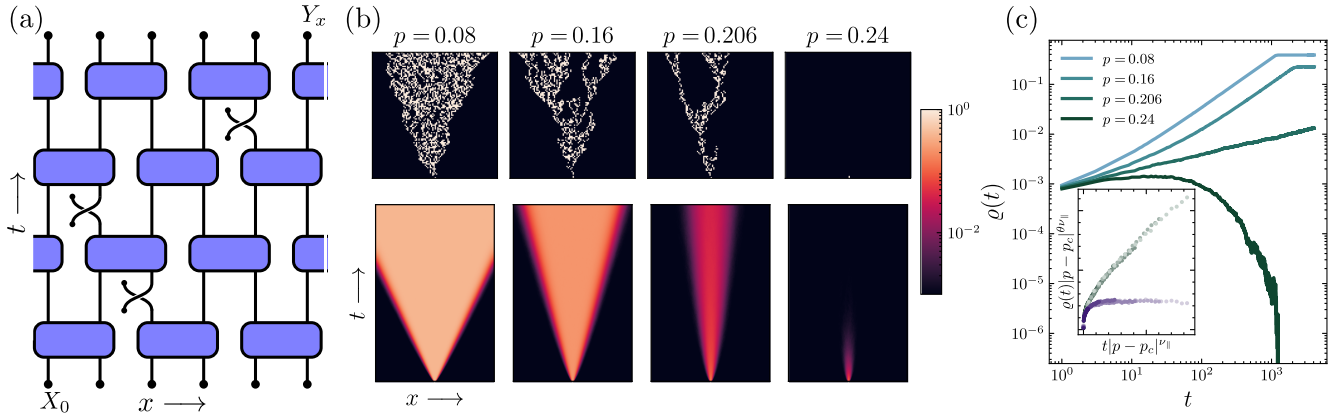 (a)
Y_x
t ⟶
X_0
x ⟶
(b)
p = 0.08
p = 0.16
p = 0.206
p = 0.24
10^0
10^{-2}
t ⟶
x ⟶
(c)
p = 0.08
p = 0.16
p = 0.206
p = 0.24
ϱ(t)
10^{-1}
10^{-2}
10^{-3}
10^{-4}
10^{-5}
10^{-6}
ϱ(t)|p − p_c|^{θν_∥}
t|p − p_c|^{ν_∥}
10^0
10^1
10^2
10^3
t